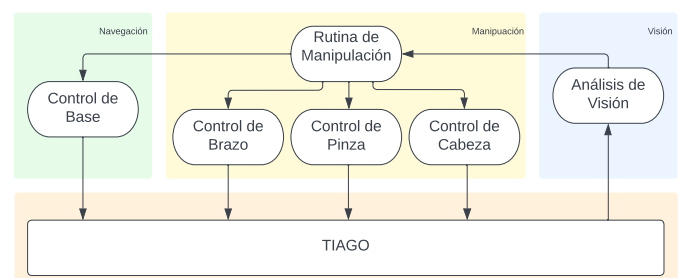 Navegación
Manipuación
Visión
Rutina de
Manipulación
Control de
Base
Análisis de
Visión
Control de
Brazo
Control de
Pinza
Control de
Cabeza
TIAGO